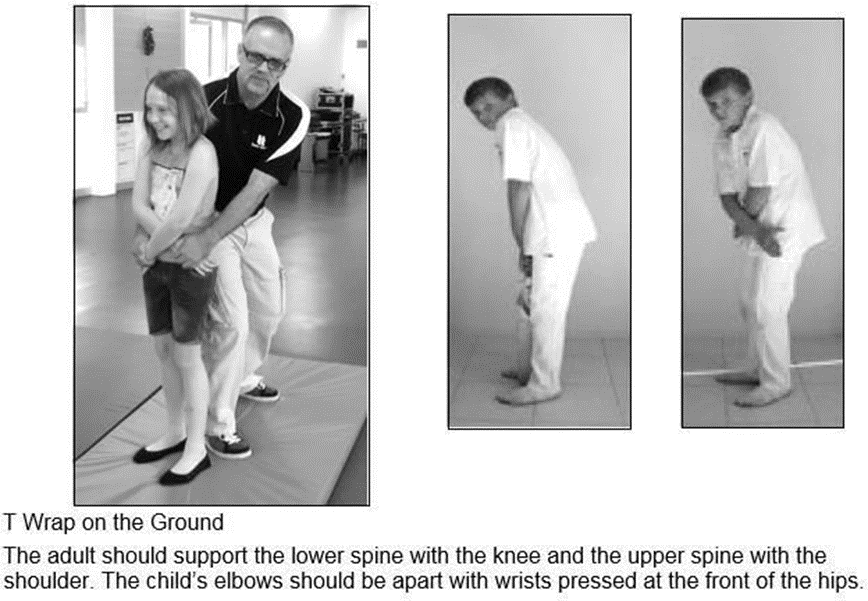 T Wrap on the Ground
The adult should support the lower spine with the knee and the upper spine with the
shoulder. The child's elbows should be apart with wrists pressed at the front of the hips.